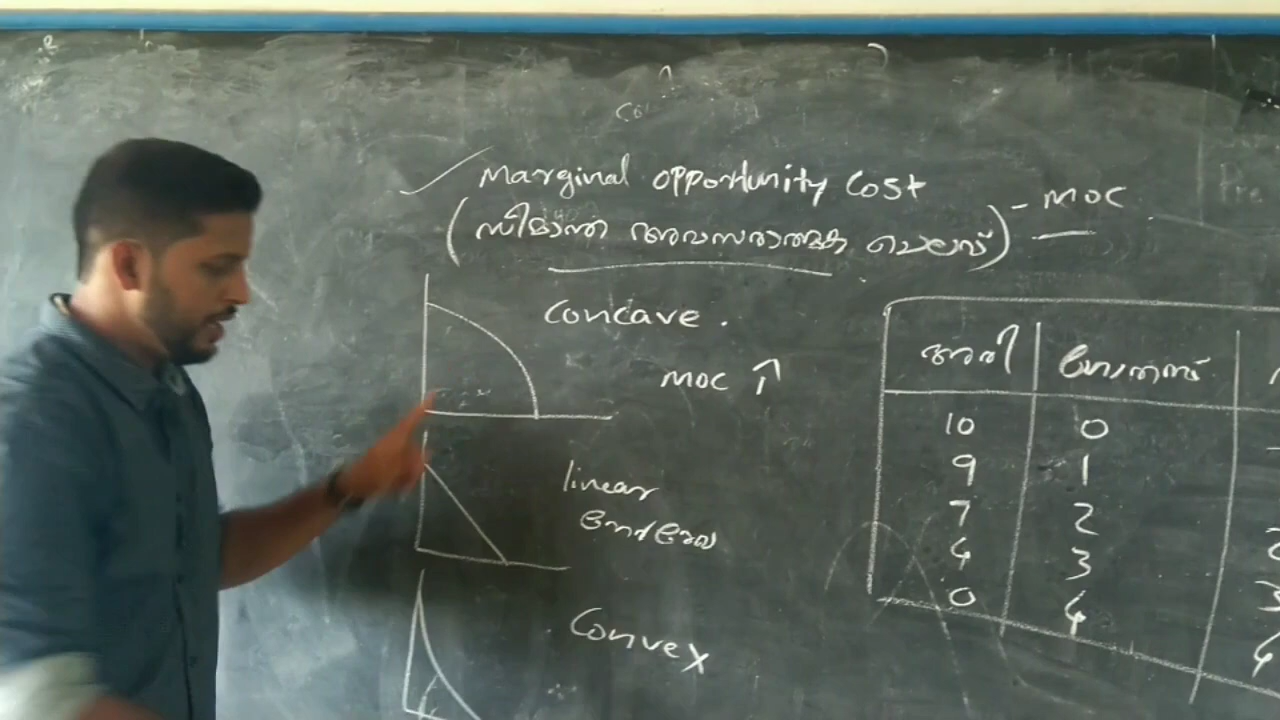 Marginal opportunity Cost
(സീമാന്ത അവസരാത്മക ചെലവ്) - MOC
Concave.
MOC ↑
linear
നേർരേഖ
Convex
അരി ഗോതമ്പ്
10 0
9 1
7 2
4 3
0 4